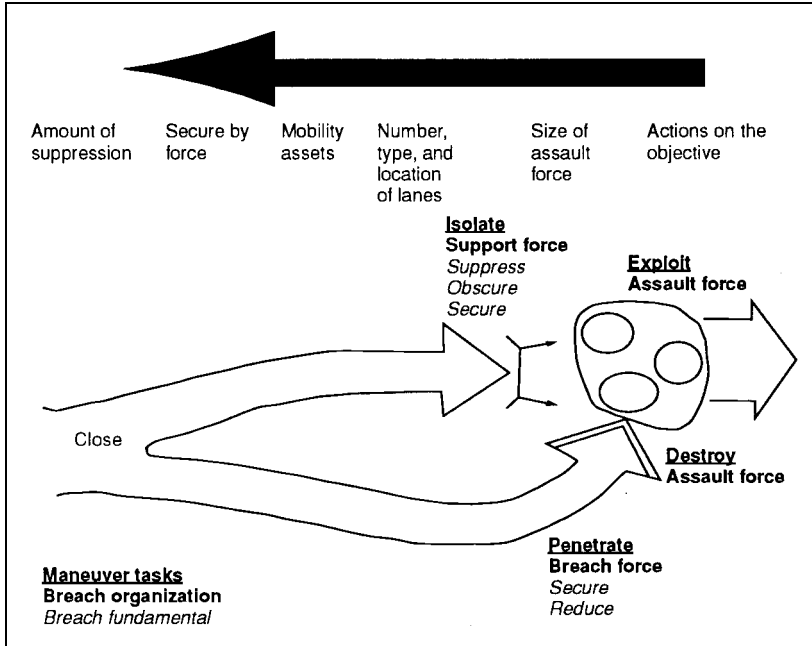 Amount of
suppression
Secure by
force
Mobility
assets
Number,
type, and
location
of lanes
Size of
assault
force
Actions on the
objective
Isolate
Support force
Suppress
Obscure
Secure
Exploit
Assault force
Close
Destroy
Assault force
Penetrate
Breach force
Secure
Reduce
Maneuver tasks
Breach organization
Breach fundamental